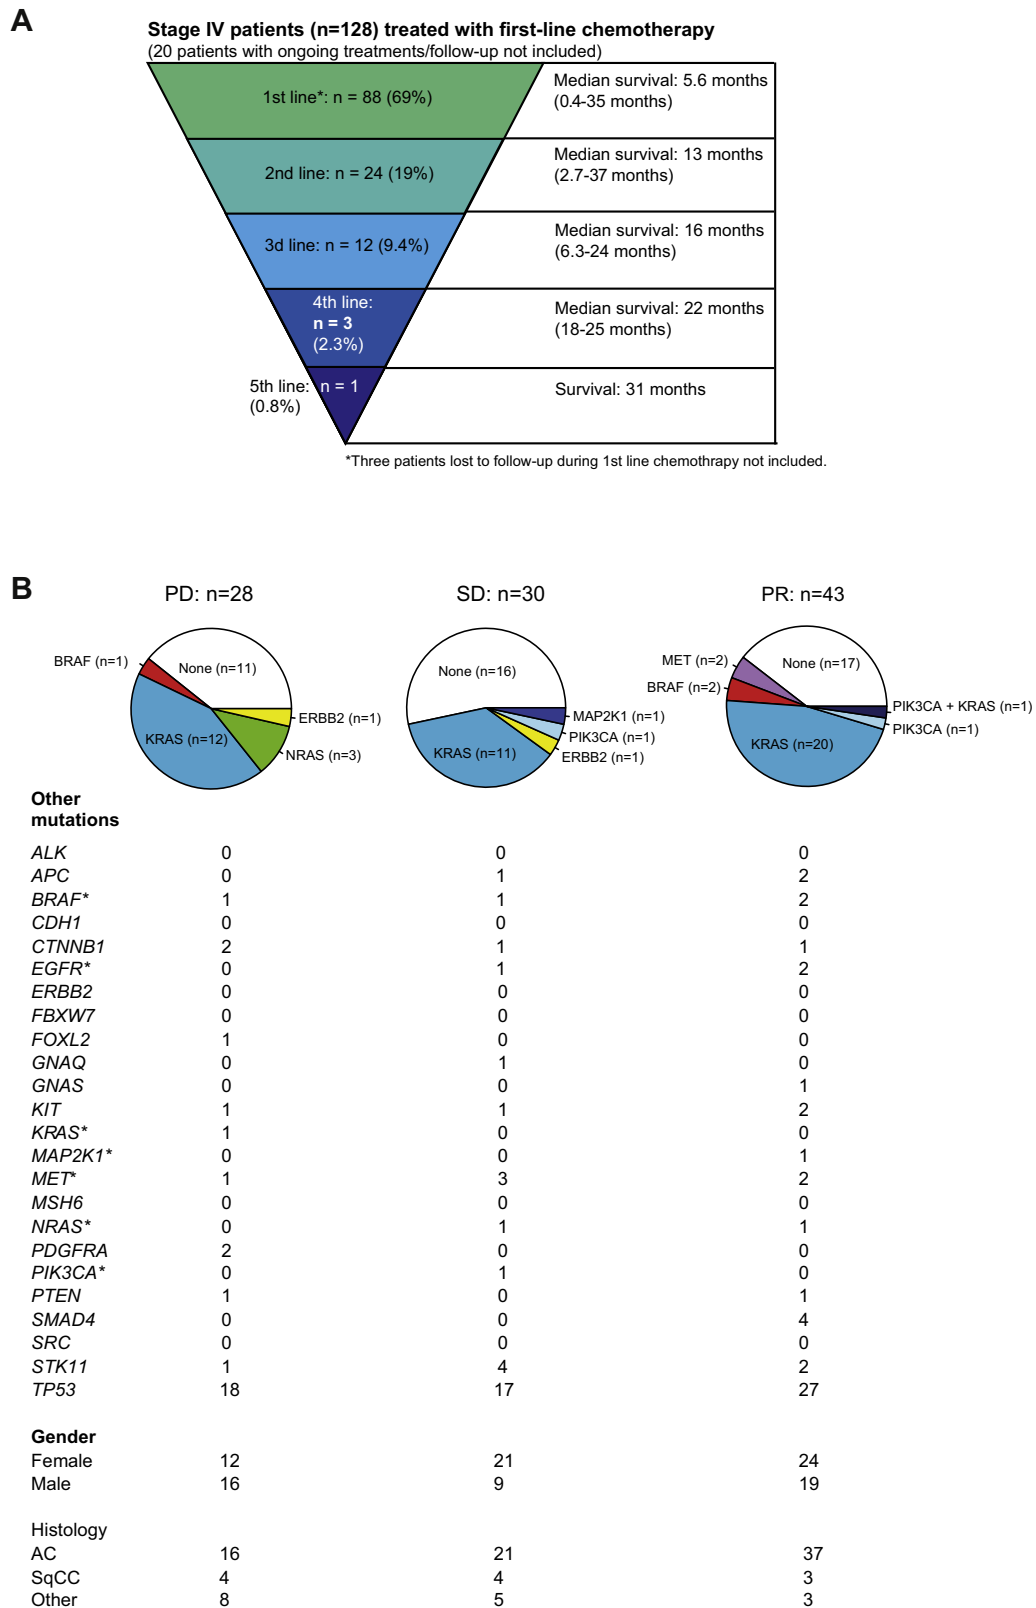 A
Stage IV patients (n=128) treated with first-line chemotherapy
(20 patients with ongoing treatments/follow-up not included)
1st line*: n = 88 (69%)
Median survival: 5.6 months
(0.4-35 months)
2nd line: n = 24 (19%)
Median survival: 13 months
(2.7-37 months)
3d line: n = 12 (9.4%)
Median survival: 16 months
(6.3-24 months)
4th line:
n = 3
(2.3%)
Median survival: 22 months
(18-25 months)
5th line: n = 1
(0.8%)
Survival: 31 months
*Three patients lost to follow-up during 1st line chemothrapy not included.
B
PD: n=28
SD: n=30
PR: n=43
BRAF (n=1)
None (n=11)
ERBB2 (n=1)
KRAS (n=12)
NRAS (n=3)
None (n=16)
MAP2K1 (n=1)
PIK3CA (n=1)
KRAS (n=11)
ERBB2 (n=1)
MET (n=2)
None (n=17)
BRAF (n=2)
PIK3CA + KRAS (n=1)
PIK3CA (n=1)
KRAS (n=20)
Other
mutations
ALK 0 0 0
APC 0 1 2
BRAF* 1 1 2
CDH1 0 0 0
CTNNB1 2 1 1
EGFR* 0 1 2
ERBB2 0 0 0
FBXW7 0 0 0
FOXL2 1 0 0
GNAQ 0 1 0
GNAS 0 0 1
KIT 1 1 2
KRAS* 1 0 0
MAP2K1* 0 0 1
MET* 1 3 2
MSH6 0 0 0
NRAS* 0 1 1
PDGFRA 2 0 0
PIK3CA* 0 1 0
PTEN 1 0 1
SMAD4 0 0 4
SRC 0 0 0
STK11 1 4 2
TP53 18 17 27
Gender
Female 12 21 24
Male 16 9 19
Histology
AC 16 21 37
SqCC 4 4 3
Other 8 5 3